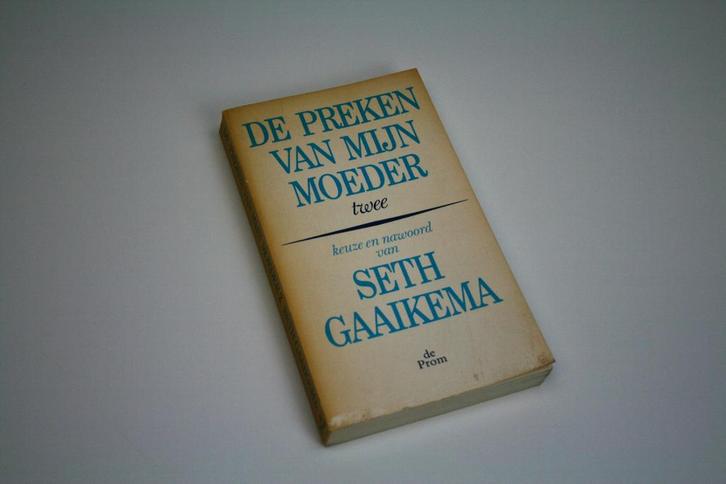 DE PREKEN
VAN MIJN
MOEDER
twee
keuze en nawoord
van
SETH
GAAIKEMA
de
Prom